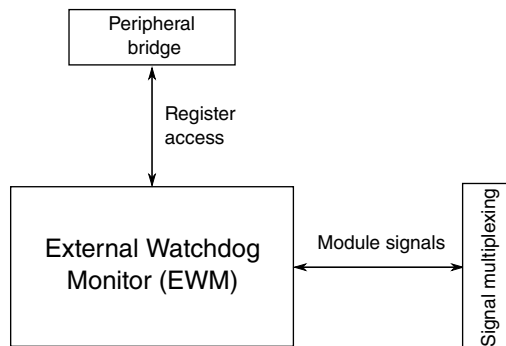 Peripheral
bridge
Register
access
External Watchdog
Monitor (EWM)
Module signals
Signal multiplexing